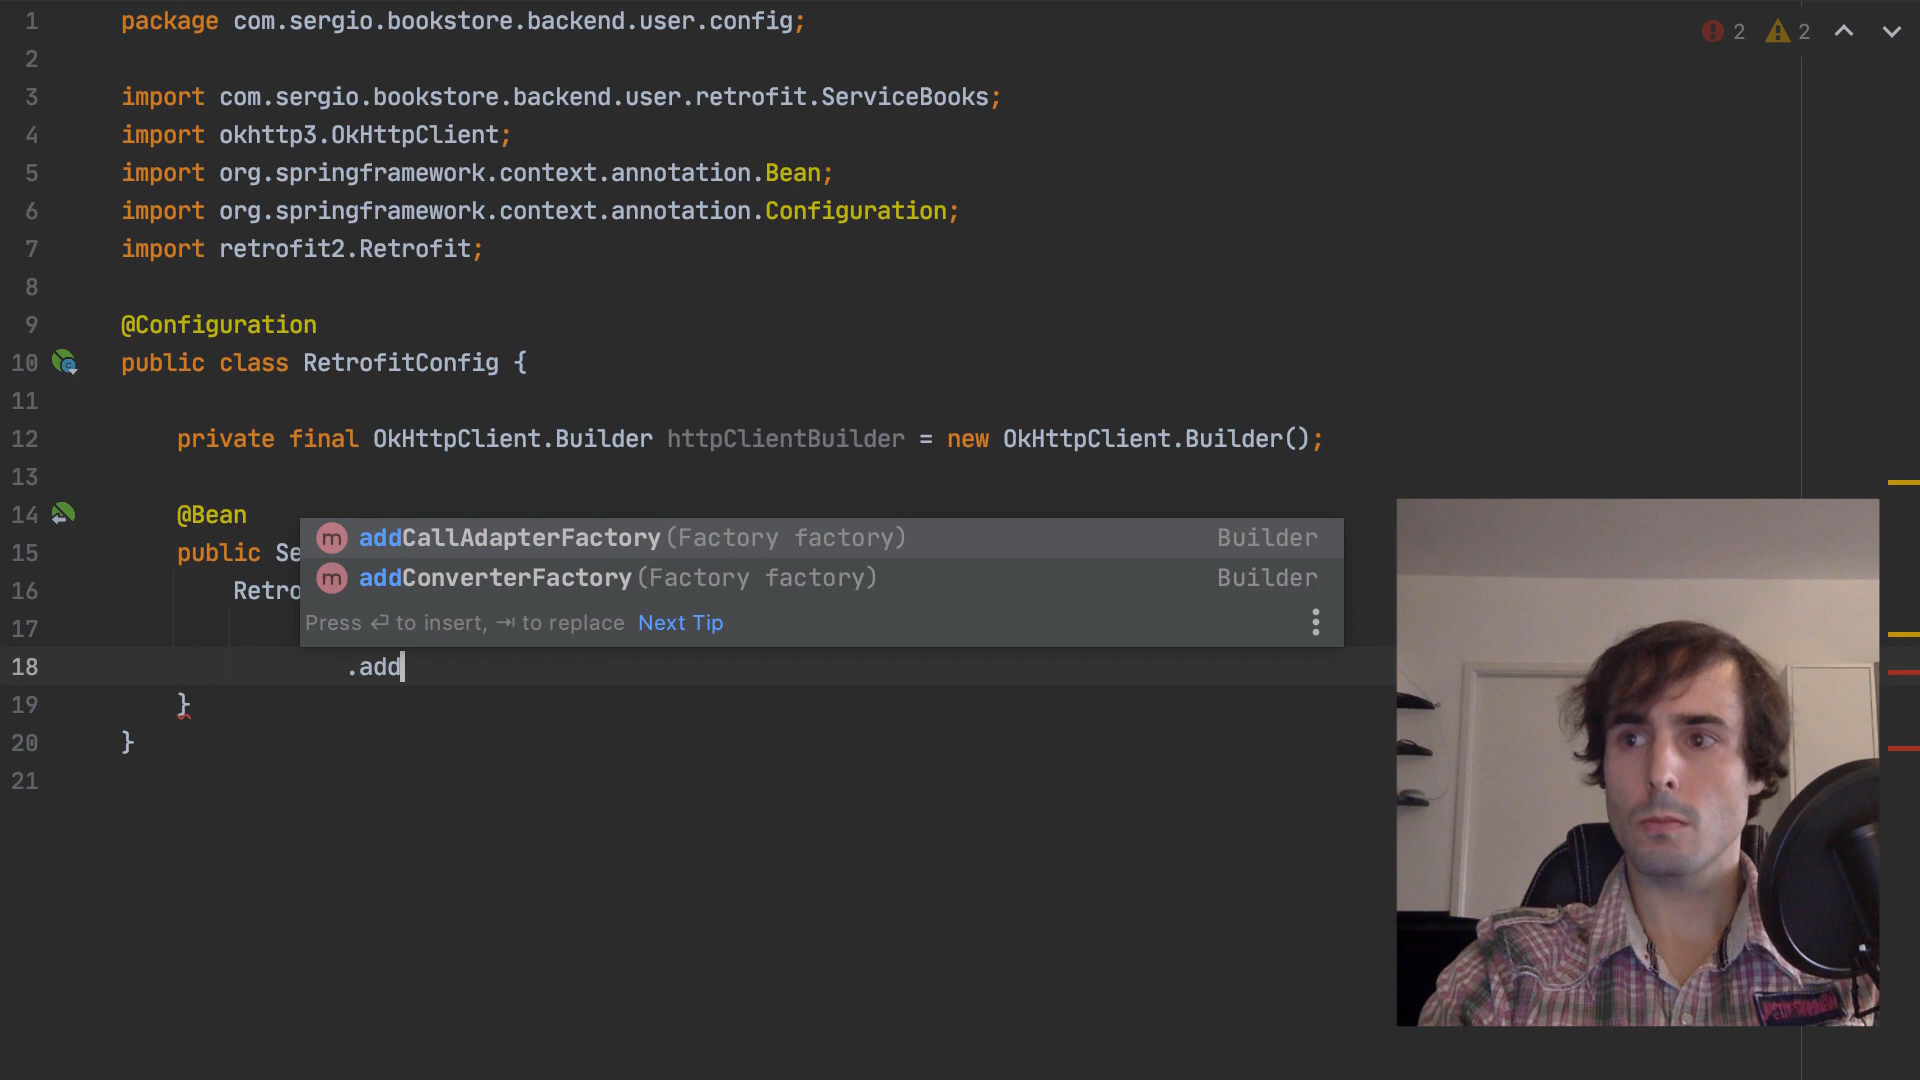 1 package com.sergio.bookstore.backend.user.config;
2
3 import com.sergio.bookstore.backend.user.retrofit.ServiceBooks;
4 import okhttp3.OkHttpClient;
5 import org.springframework.context.annotation.Bean;
6 import org.springframework.context.annotation.Configuration;
7 import retrofit2.Retrofit;
8
9 @Configuration
10 public class RetrofitConfig {
11
12 private final OkHttpClient.Builder httpClientBuilder = new OkHttpClient.Builder();
13
14 @Bean
15 public Se
16 Retro
17
18 .add
19 }
20 }
21
2 2
addCallAdapterFactory(Factory factory) Builder
addConverterFactory(Factory factory) Builder
Press ↵ to insert, ⇥ to replace Next Tip